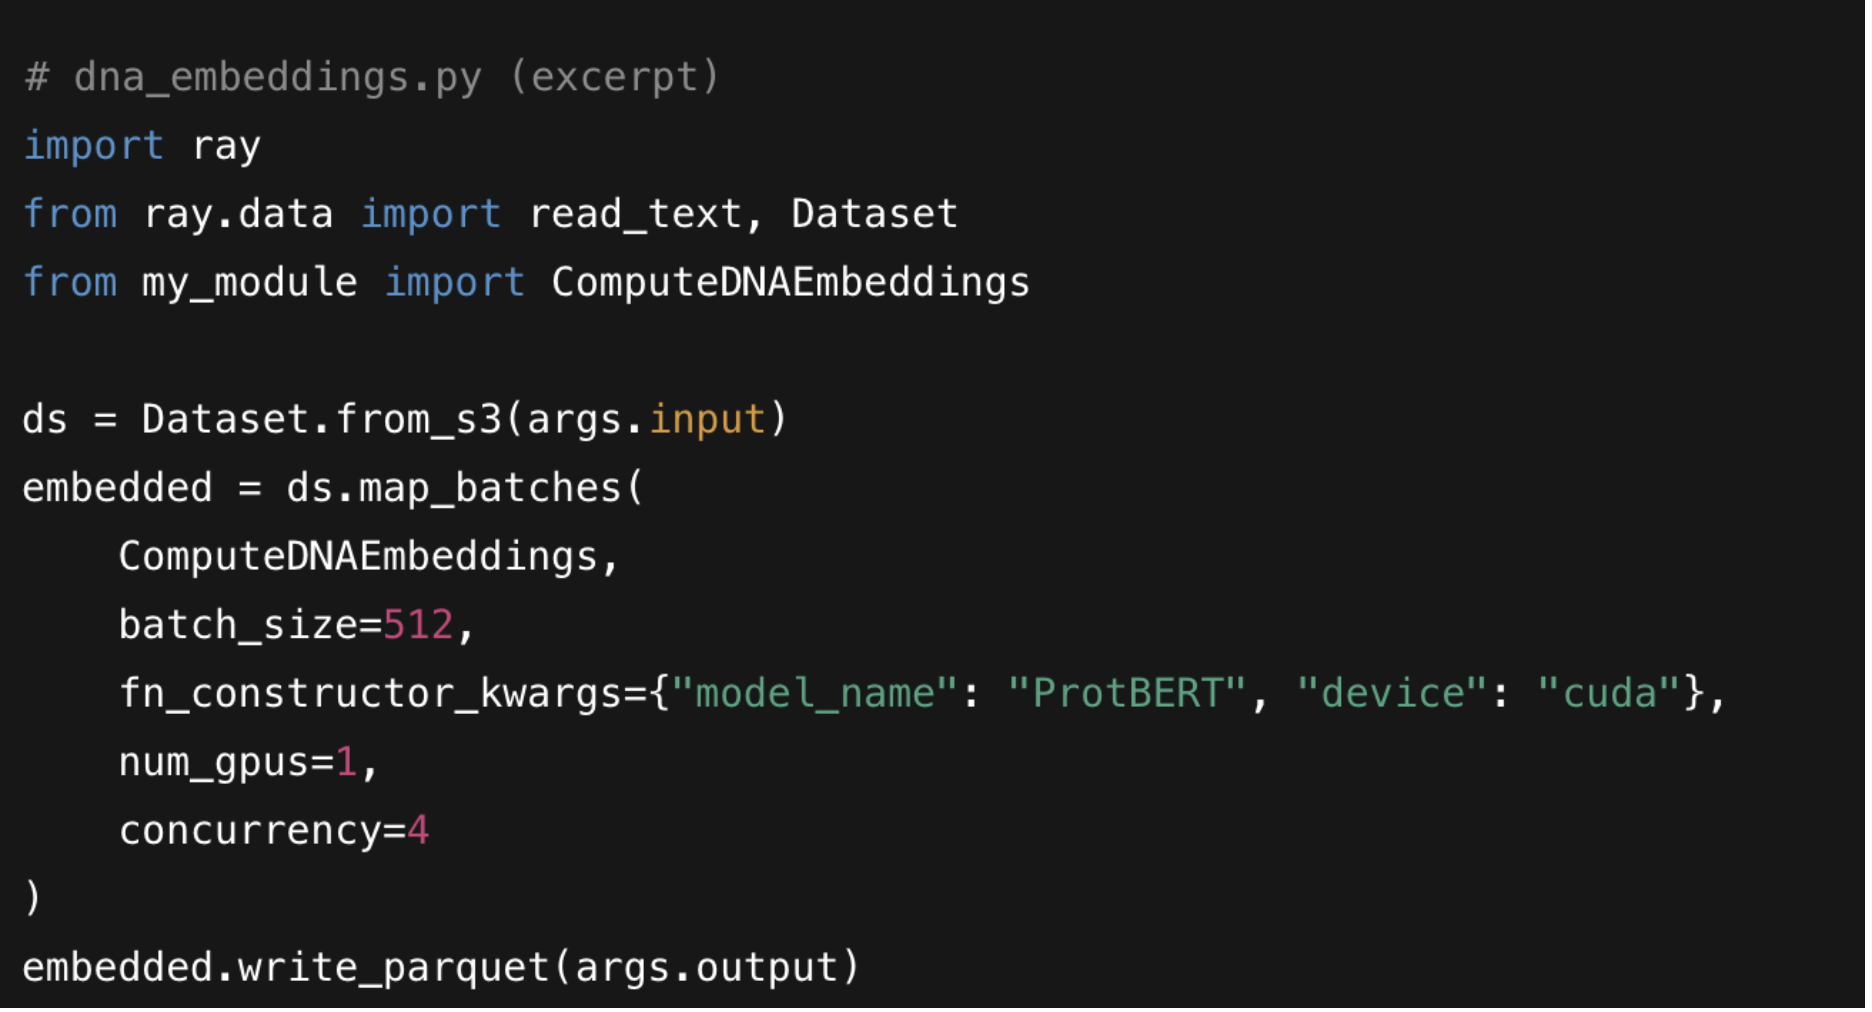 # dna_embeddings.py (excerpt)
import ray
from ray.data import read_text, Dataset
from my_module import ComputeDNAEmbeddings

ds = Dataset.from_s3(args.input)
embedded = ds.map_batches(
    ComputeDNAEmbeddings,
    batch_size=512,
    fn_constructor_kwargs={"model_name": "ProtBERT", "device": "cuda"},
    num_gpus=1,
    concurrency=4
)
embedded.write_parquet(args.output)